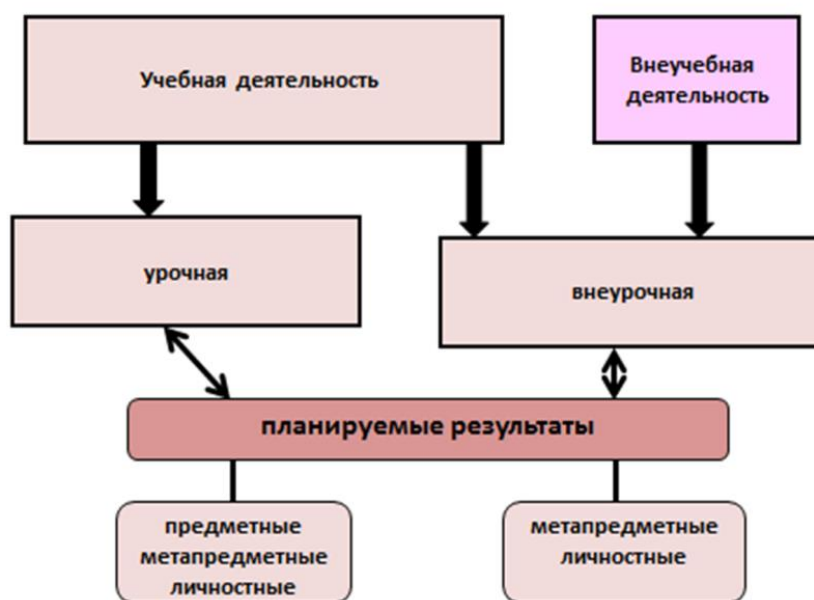 Учебная деятельность
Внеучебная
деятельность
урочная
внеурочная
планируемые результаты
предметные
метапредметные
личностные
метапредметные
личностные